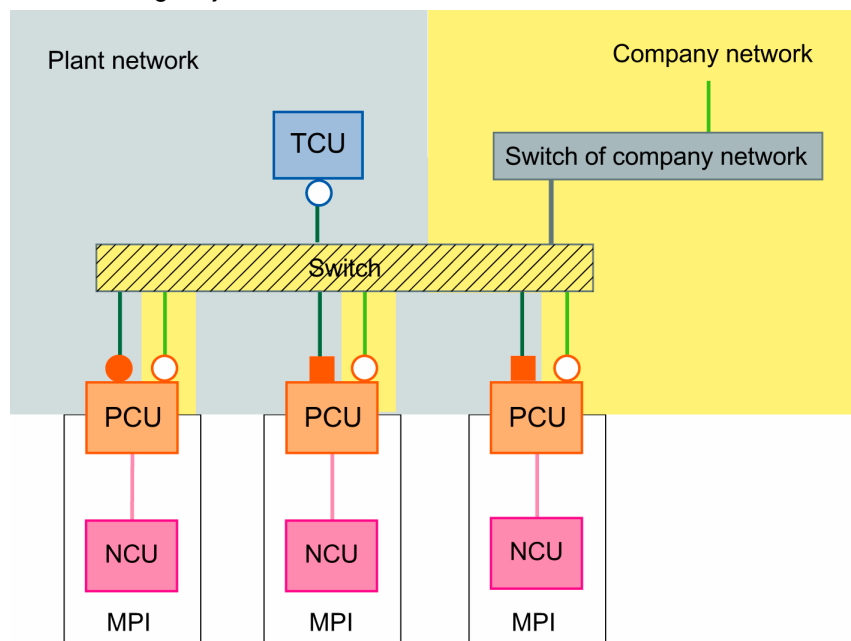 Plant network
Company network
TCU
Switch of company network
Switch
PCU
PCU
PCU
NCU
NCU
NCU
MPI
MPI
MPI